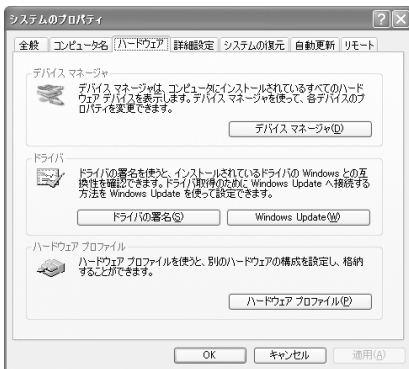 システムのプロパティ
全般 コンピュータ名 ハードウェア 詳細設定 システムの復元 自動更新 リモート
デバイス マネージャ
デバイス マネージャは、コンピュータにインストールされているすべてのハード
ウェア デバイスを表示します。デバイス マネージャを使って、各デバイスのプ
ロパティを変更できます。
デバイス マネージャ(D)
ドライバ
ドライバの署名を使うと、インストールされているドライバの Windows との互
換性を確認できます。ドライバ取得のために Windows Update へ接続する
方法を Windows Update を使って設定できます。
ドライバの署名(S) Windows Update(W)
ハードウェア プロファイル
ハードウェア プロファイルを使うと、別のハードウェアの構成を設定し、格納
することができます。
ハードウェア プロファイル(P)
OK キャンセル 適用(A)